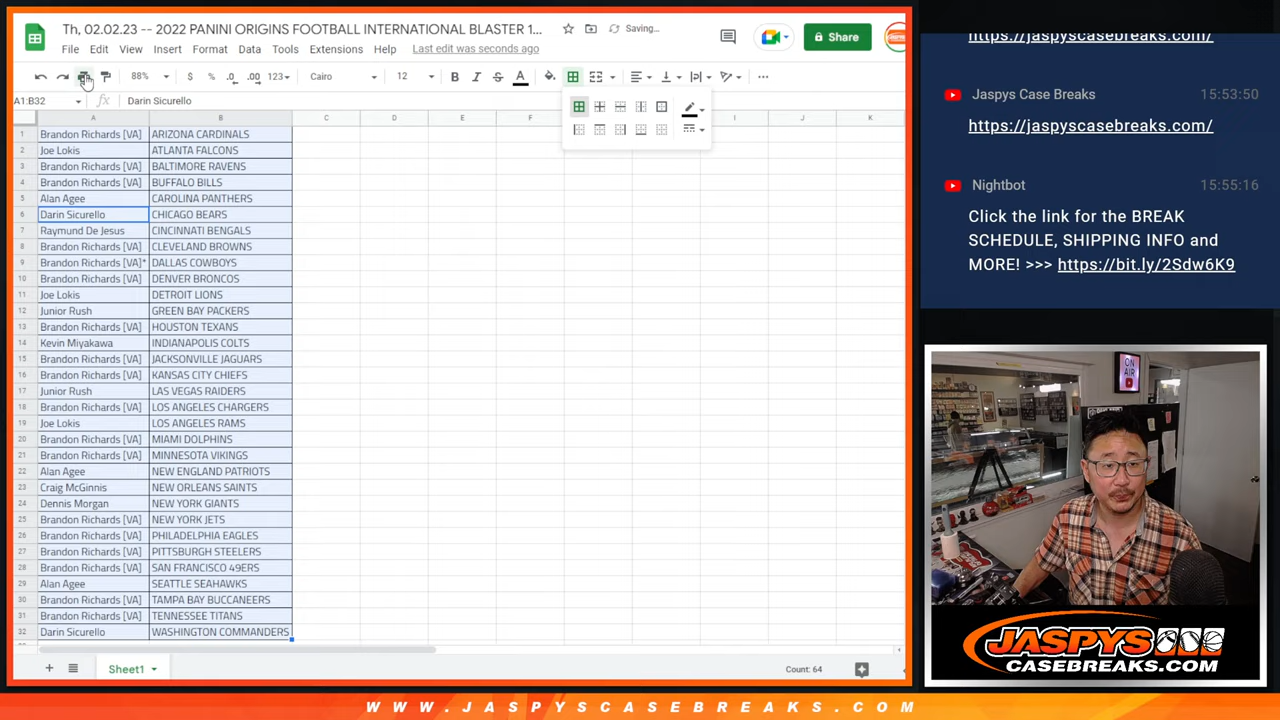 Th, 02.02.23 -- 2022 PANINI ORIGINS FOOTBALL INTERNATIONAL BLASTER 1...
Saving...
Share
File Edit View Insert Format Data Tools Extensions Help Last edit was seconds ago
88% $ % .0 .00 123 Cairo 12 B I S A
A1:B32 fx Darin Sicurello
A B C D E F I J K
1 Brandon Richards [VA] ARIZONA CARDINALS
2 Joe Lokis ATLANTA FALCONS
3 Brandon Richards [VA] BALTIMORE RAVENS
4 Brandon Richards [VA] BUFFALO BILLS
5 Alan Agee CAROLINA PANTHERS
6 Darin Sicurello CHICAGO BEARS
7 Raymund De Jesus CINCINNATI BENGALS
8 Brandon Richards [VA] CLEVELAND BROWNS
9 Brandon Richards [VA]* DALLAS COWBOYS
10 Brandon Richards [VA] DENVER BRONCOS
11 Joe Lokis DETROIT LIONS
12 Junior Rush GREEN BAY PACKERS
13 Brandon Richards [VA] HOUSTON TEXANS
14 Kevin Miyakawa INDIANAPOLIS COLTS
15 Brandon Richards [VA] JACKSONVILLE JAGUARS
16 Brandon Richards [VA] KANSAS CITY CHIEFS
17 Junior Rush LAS VEGAS RAIDERS
18 Brandon Richards [VA] LOS ANGELES CHARGERS
19 Joe Lokis LOS ANGELES RAMS
20 Brandon Richards [VA] MIAMI DOLPHINS
21 Brandon Richards [VA] MINNESOTA VIKINGS
22 Alan Agee NEW ENGLAND PATRIOTS
23 Craig McGinnis NEW ORLEANS SAINTS
24 Dennis Morgan NEW YORK GIANTS
25 Brandon Richards [VA] NEW YORK JETS
26 Brandon Richards [VA] PHILADELPHIA EAGLES
27 Brandon Richards [VA] PITTSBURGH STEELERS
28 Brandon Richards [VA] SAN FRANCISCO 49ERS
29 Alan Agee SEATTLE SEAHAWKS
30 Brandon Richards [VA] TAMPA BAY BUCCANEERS
31 Brandon Richards [VA] TENNESSEE TITANS
32 Darin Sicurello WASHINGTON COMMANDERS
Sheet1
Count: 64
https://jaspyscasebreaks.com/
Jaspys Case Breaks 15:53:50
https://jaspyscasebreaks.com/
Nightbot 15:55:16
Click the link for the BREAK
SCHEDULE, SHIPPING INFO and
MORE! >>> https://bit.ly/2Sdw6K9
ON
AIR
JASPYS
CASEBREAKS.COM
WWW.JASPYSCASEBREAKS.COM